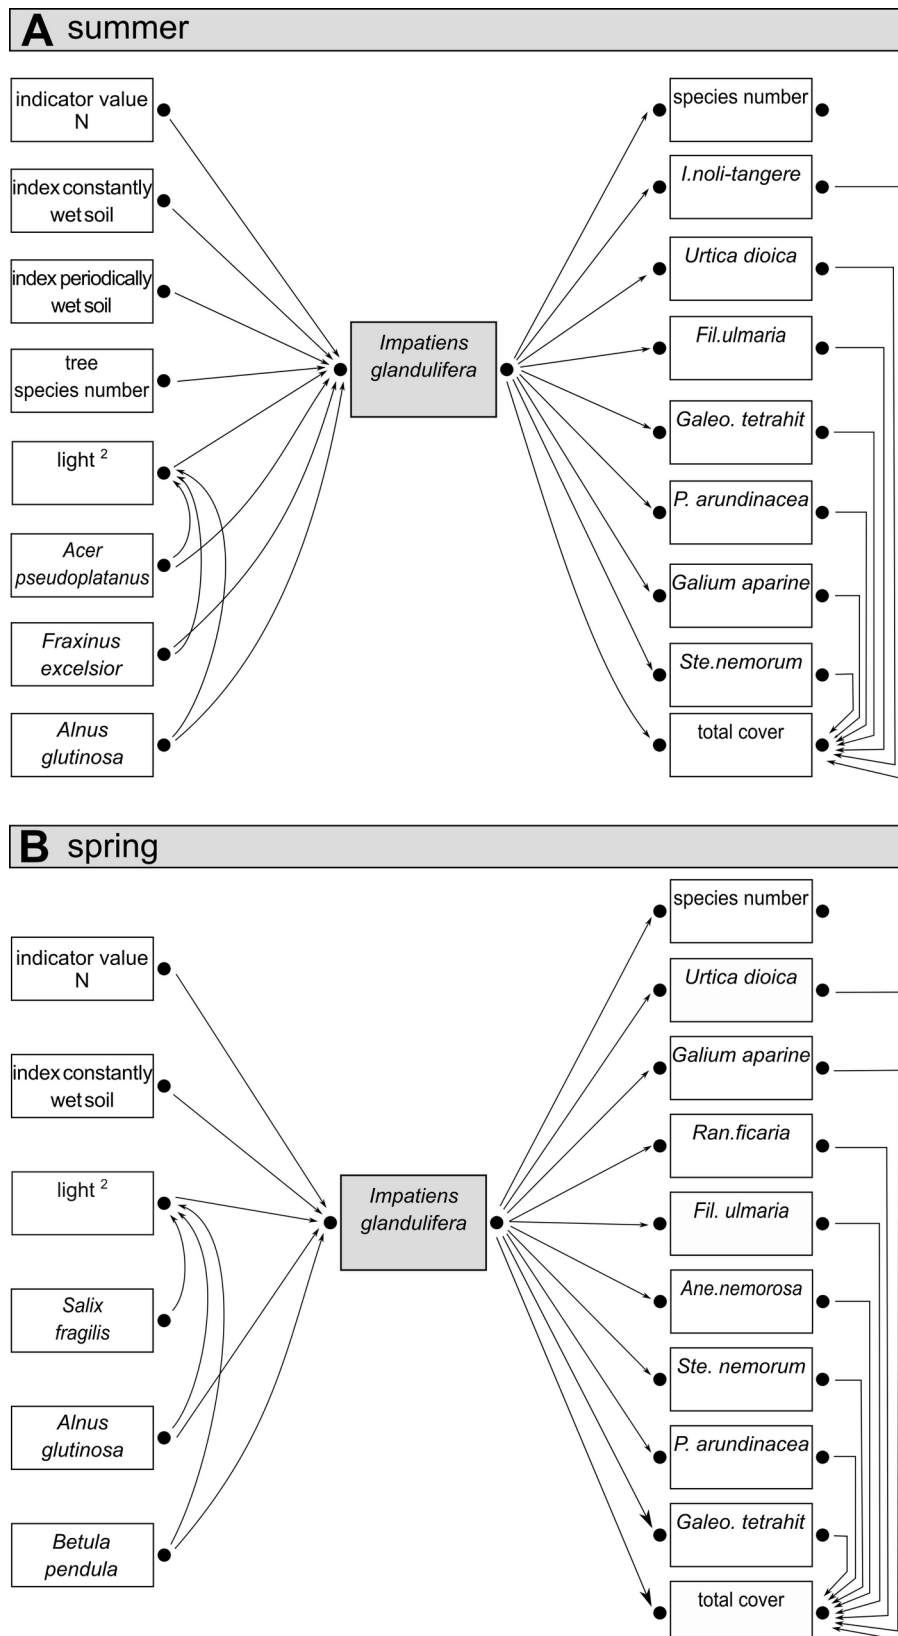 A summer
indicator value
N
index constantly
wet soil
index periodically
wet soil
tree
species number
light 2
Acer
pseudoplatanus
Fraxinus
excelsior
Alnus
glutinosa
Impatiens
glandulifera
species number
I.noli-tangere
Urtica dioica
Fil.ulmaria
Galeo. tetrahit
P. arundinacea
Galium aparine
Ste.nemorum
total cover
B spring
indicator value
N
index constantly
wet soil
light 2
Salix
fragilis
Alnus
glutinosa
Betula
pendula
Impatiens
glandulifera
species number
Urtica dioica
Galium aparine
Ran.ficaria
Fil. ulmaria
Ane.nemorosa
Ste. nemorum
P. arundinacea
Galeo. tetrahit
total cover